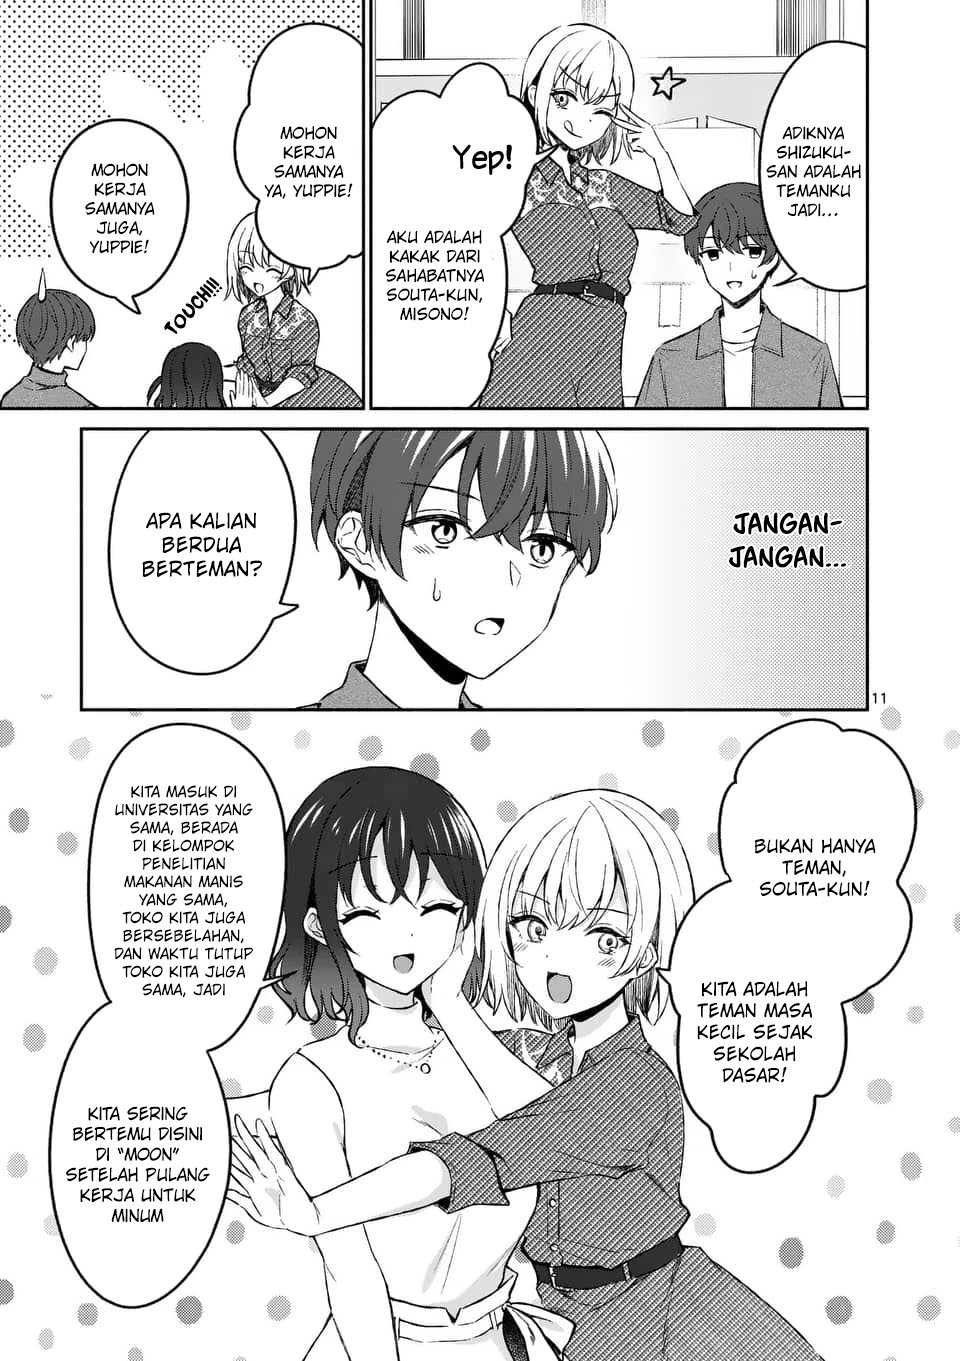 ADIKNYA
SHIZUKU-
SAN ADALAH
TEMANKU
JADI...
Yep!
AKU ADALAH
KAKAK DARI
SAHABATNYA
SOUTA-KUN,
MISONO!
MOHON
KERJA
SAMANYA
YA, YUPPIE!
MOHON
KERJA
SAMANYA
JUGA,
YUPPIE!
TOUCH!!!
JANGAN-
JANGAN...
APA KALIAN
BERDUA
BERTEMAN?
11
BUKAN HANYA
TEMAN,
SOUTA-KUN!
KITA ADALAH
TEMAN MASA
KECIL SEJAK
SEKOLAH
DASAR!
KITA MASUK DI
UNIVERSITAS YANG
SAMA, BERADA
DI KELOMPOK
PENELITIAN
MAKANAN MANIS
YANG SAMA,
TOKO KITA JUGA
BERSEBELAHAN,
DAN WAKTU TUTUP
TOKO KITA JUGA
SAMA, JADI
KITA SERING
BERTEMU DISINI
DI "MOON"
SETELAH PULANG
KERJA UNTUK
MINUM